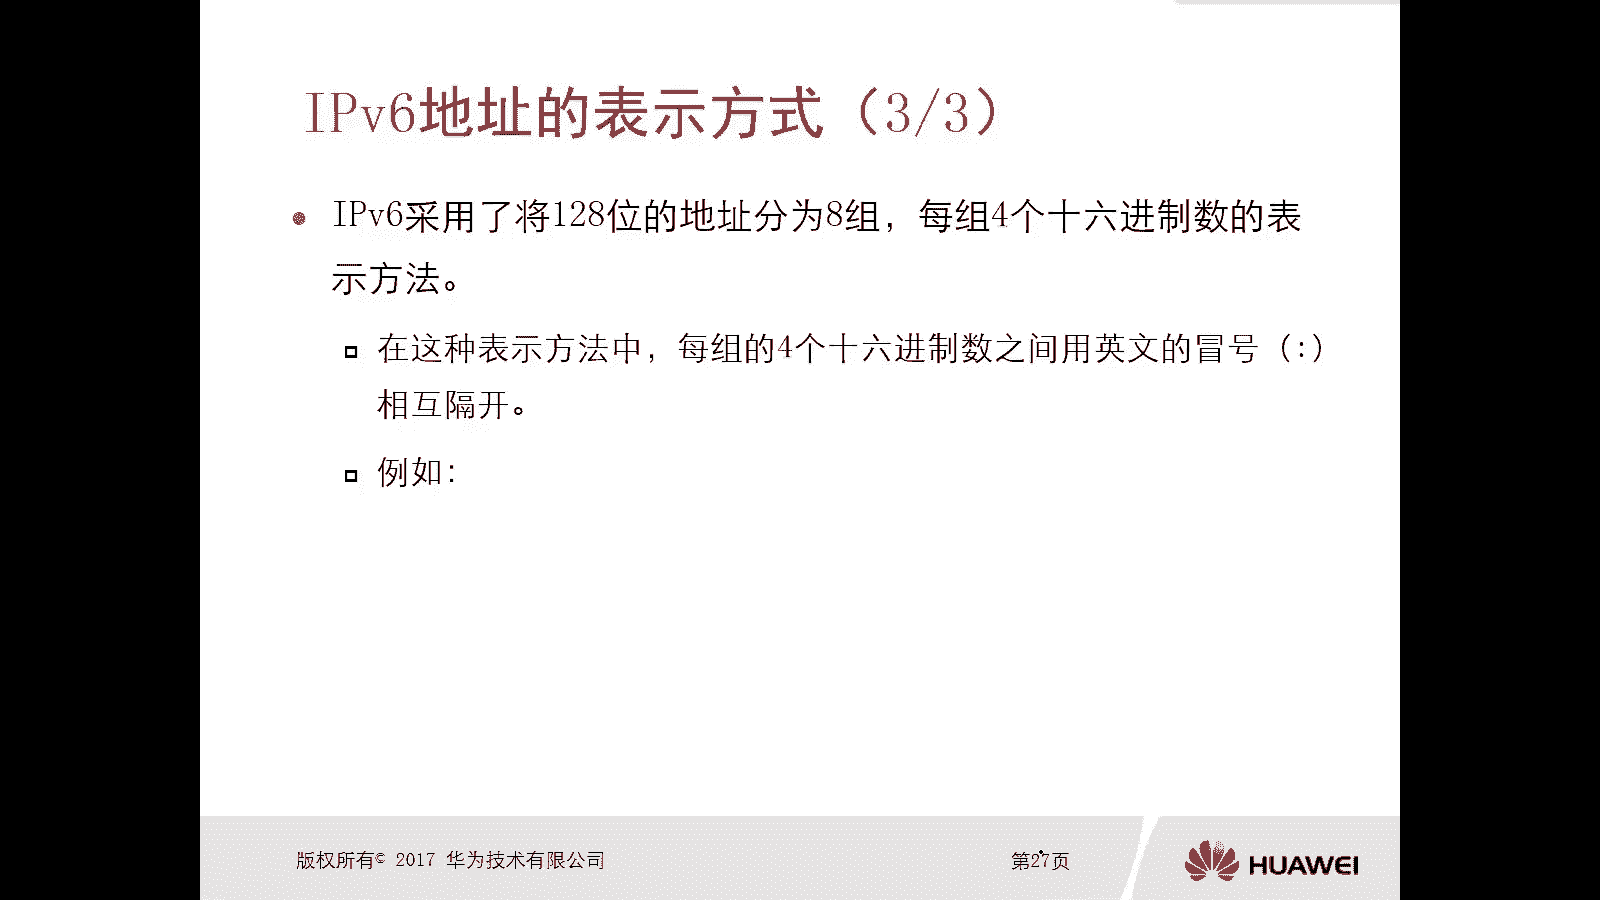 IPv6地址的表示方式（3/3）
IPv6采用了将128位的地址分为8组，每组4个十六进制数的表
示方法。
在这种表示方法中，每组的4个十六进制数之间用英文的冒号（:）
相互隔开。
例如：
版权所有© 2017 华为技术有限公司
第27页
HUAWEI